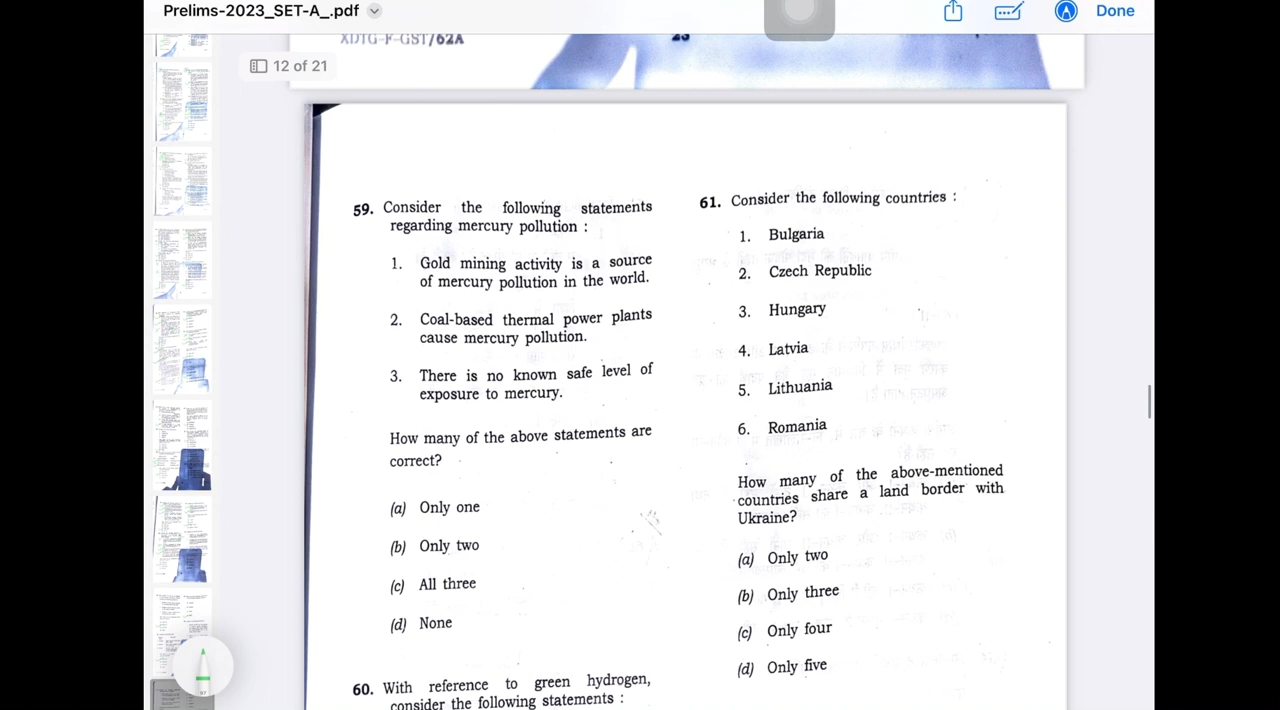 Prelims-2023_SET-A_.pdf
Done
XDTG-F-GST/62A
23
12 of 21
59. Consider the following statements
regarding mercury pollution :
1. Gold mining activity is a source
of mercury pollution in the world.
2. Coal-based thermal power plants
cause mercury pollution.
3. There is no known safe level of
exposure to mercury.
How many of the above statements are
correct?
(a) Only one
(b) Only two
(c) All three
(d) None
60. With reference to green hydrogen,
consider the following statements :
61. Consider the following countries :
1. Bulgaria
2. Czech Republic
3. Hungary
4. Latvia
5. Lithuania
6. Romania
How many of the above-mentioned
countries share a land border with
Ukraine?
(a) Only two
(b) Only three
(c) Only four
(d) Only five
97